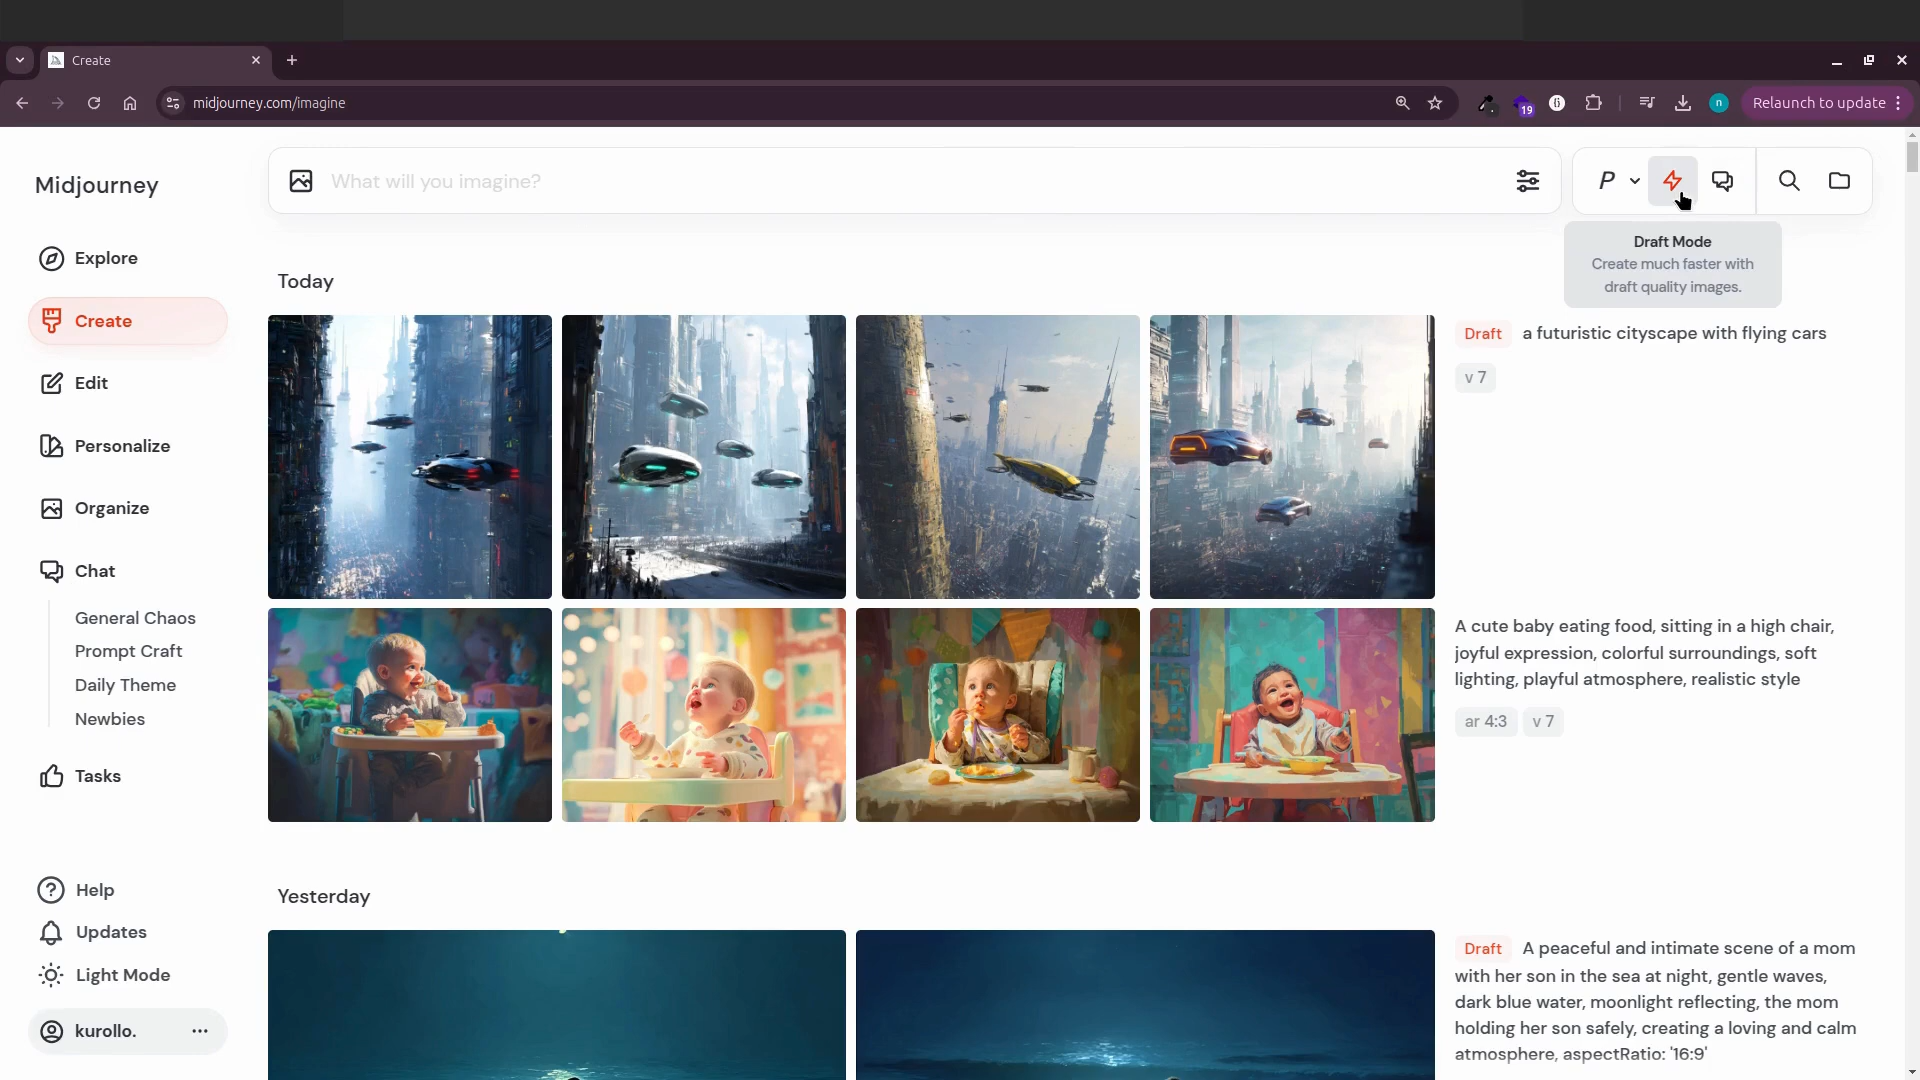 Create
midjourney.com/imagine
19
n
Relaunch to update
Midjourney
What will you imagine?
P
Draft Mode
Create much faster with
draft quality images.
Explore
Create
Edit
Personalize
Organize
Chat
General Chaos
Prompt Craft
Daily Theme
Newbies
Tasks
Help
Updates
Light Mode
kurollo.
Today
Draft a futuristic cityscape with flying cars
v 7
A cute baby eating food, sitting in a high chair,
joyful expression, colorful surroundings, soft
lighting, playful atmosphere, realistic style
ar 4:3 v 7
Yesterday
Draft A peaceful and intimate scene of a mom
with her son in the sea at night, gentle waves,
dark blue water, moonlight reflecting, the mom
holding her son safely, creating a loving and calm
atmosphere, aspectRatio: '16:9'